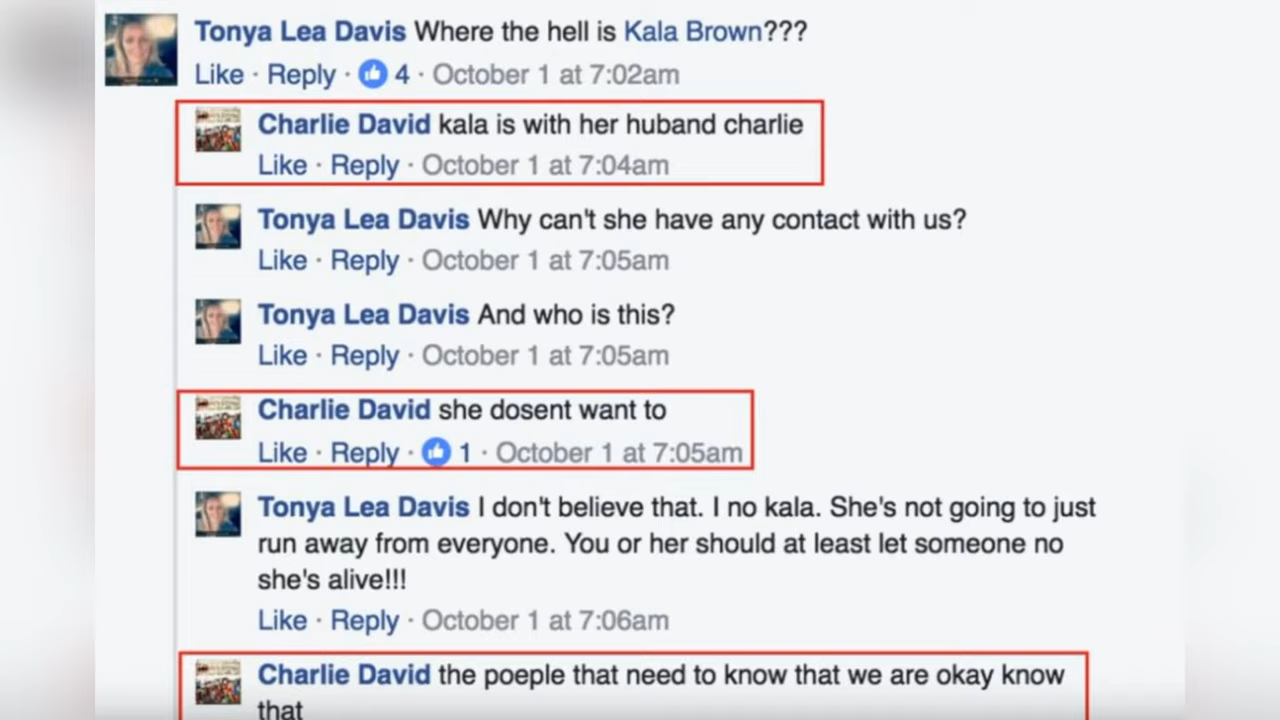 Tonya Lea Davis Where the hell is Kala Brown???
Like · Reply · 4 · October 1 at 7:02am
Charlie David kala is with her huband charlie
Like · Reply · October 1 at 7:04am
Tonya Lea Davis Why can't she have any contact with us?
Like · Reply · October 1 at 7:05am
Tonya Lea Davis And who is this?
Like · Reply · October 1 at 7:05am
Charlie David she dosent want to
Like · Reply · 1 · October 1 at 7:05am
Tonya Lea Davis I don't believe that. I no kala. She's not going to just
run away from everyone. You or her should at least let someone no
she's alive!!!
Like · Reply · October 1 at 7:06am
Charlie David the poeple that need to know that we are okay know
that